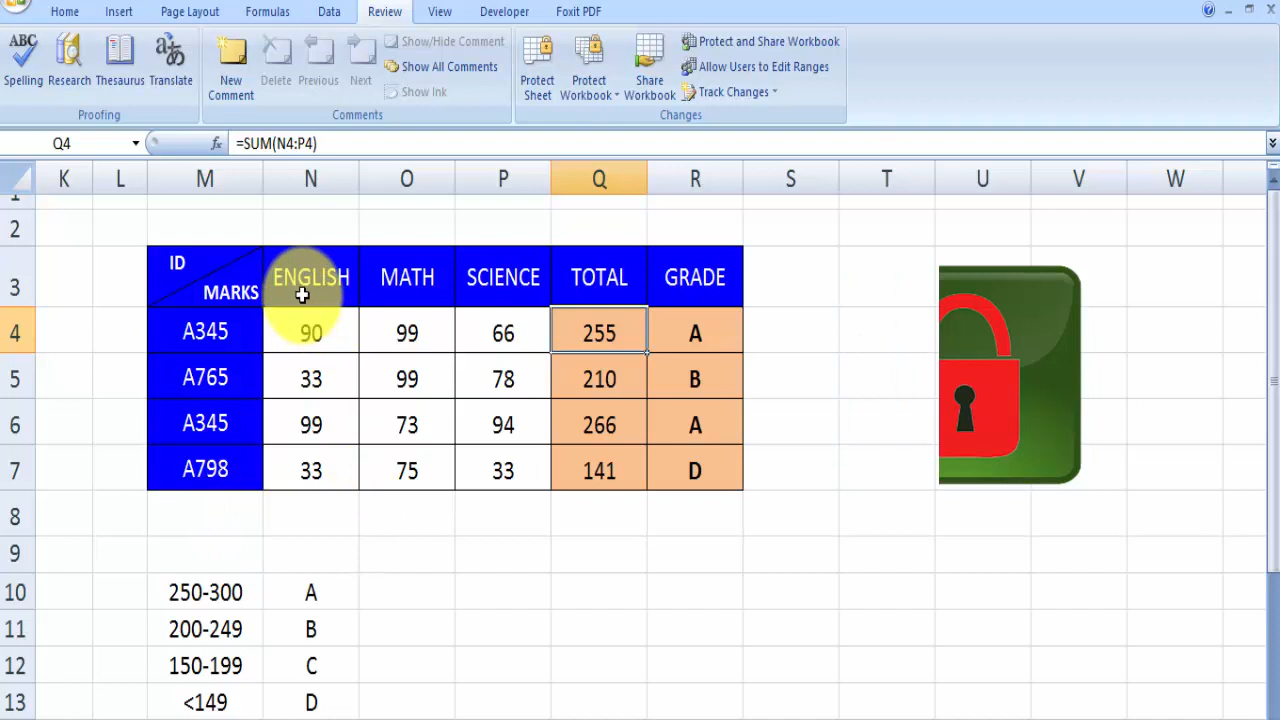 Home Insert Page Layout Formulas Data Review View Developer Foxit PDF
ABC Spelling Research Thesaurus Translate New Comment Delete Previous Next Show/Hide Comment Show All Comments Show Ink Protect Sheet Protect Workbook Share Workbook Protect and Share Workbook Allow Users to Edit Ranges Track Changes
Proofing Comments Changes
Q4 fx =SUM(N4:P4)
K L M N O P Q R S T U V W
1
2
3 ID MARKS ENGLISH MATH SCIENCE TOTAL GRADE
4 A345 90 99 66 255 A
5 A765 33 99 78 210 B
6 A345 99 73 94 266 A
7 A798 33 75 33 141 D
8
9
10 250-300 A
11 200-249 B
12 150-199 C
13 <149 D